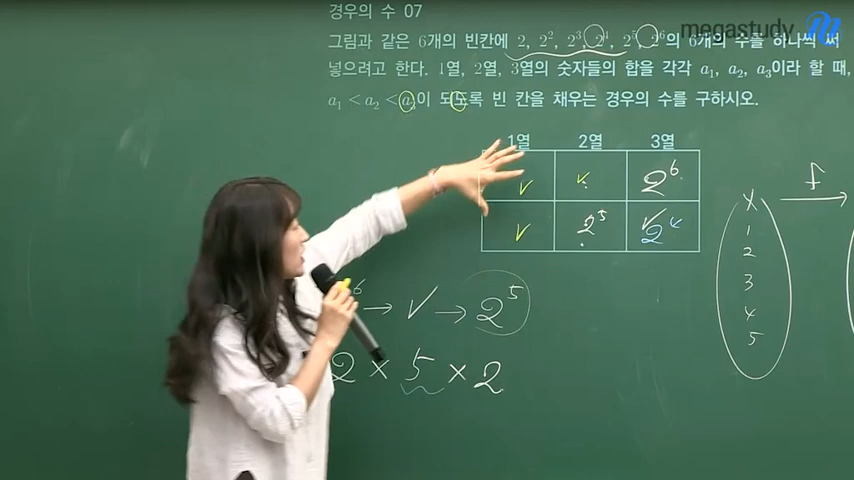 경우의 수 07
megastudy
그림과 같은 6개의 빈칸에 2, 2², 2³, 2⁴, 2⁵, 2⁶의 6개의 수를 하나씩 써
넣으려고 한다. 1열, 2열, 3열의 숫자들의 합을 각각 a₁, a₂, a₃이라 할 때,
a₁ < a₂ < a₃이 되도록 빈 칸을 채우는 경우의 수를 구하시오.
1열 2열 3열
✓ ✓ 2⁶
✓ 2⁵ ✓ 2⁴
6 → ✓ → 2⁵
2 × 5 × 2
X f →
1
2
3
4
5